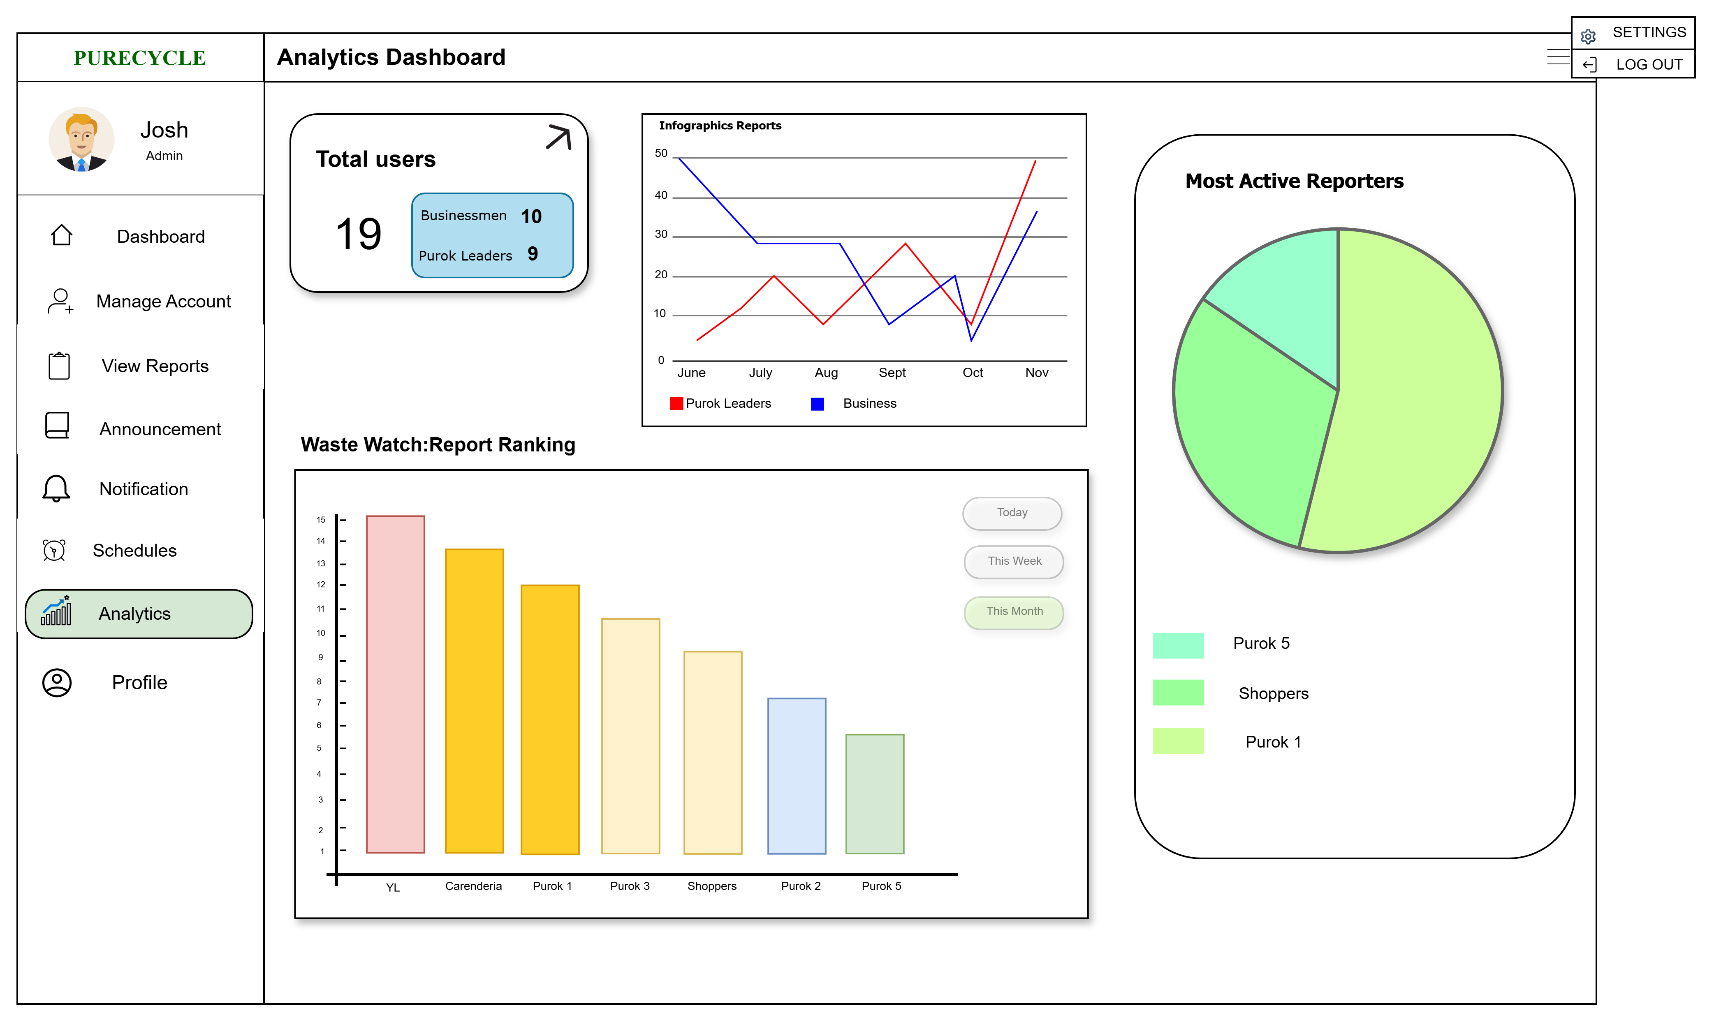 PURECYCLE
Analytics Dashboard
SETTINGS
LOG OUT
Josh
Admin
Dashboard
Manage Account
View Reports
Announcement
Notification
Schedules
Analytics
Profile
Total users
19
Businessmen 10
Purok Leaders 9
Infographics Reports
50
40
30
20
10
0
June July Aug Sept Oct Nov
Purok Leaders Business
Waste Watch:Report Ranking
Today
This Week
This Month
15
14
13
12
11
10
9
8
7
6
5
4
3
2
1
YL Carenderia Purok 1 Purok 3 Shoppers Purok 2 Purok 5
Most Active Reporters
Purok 5
Shoppers
Purok 1